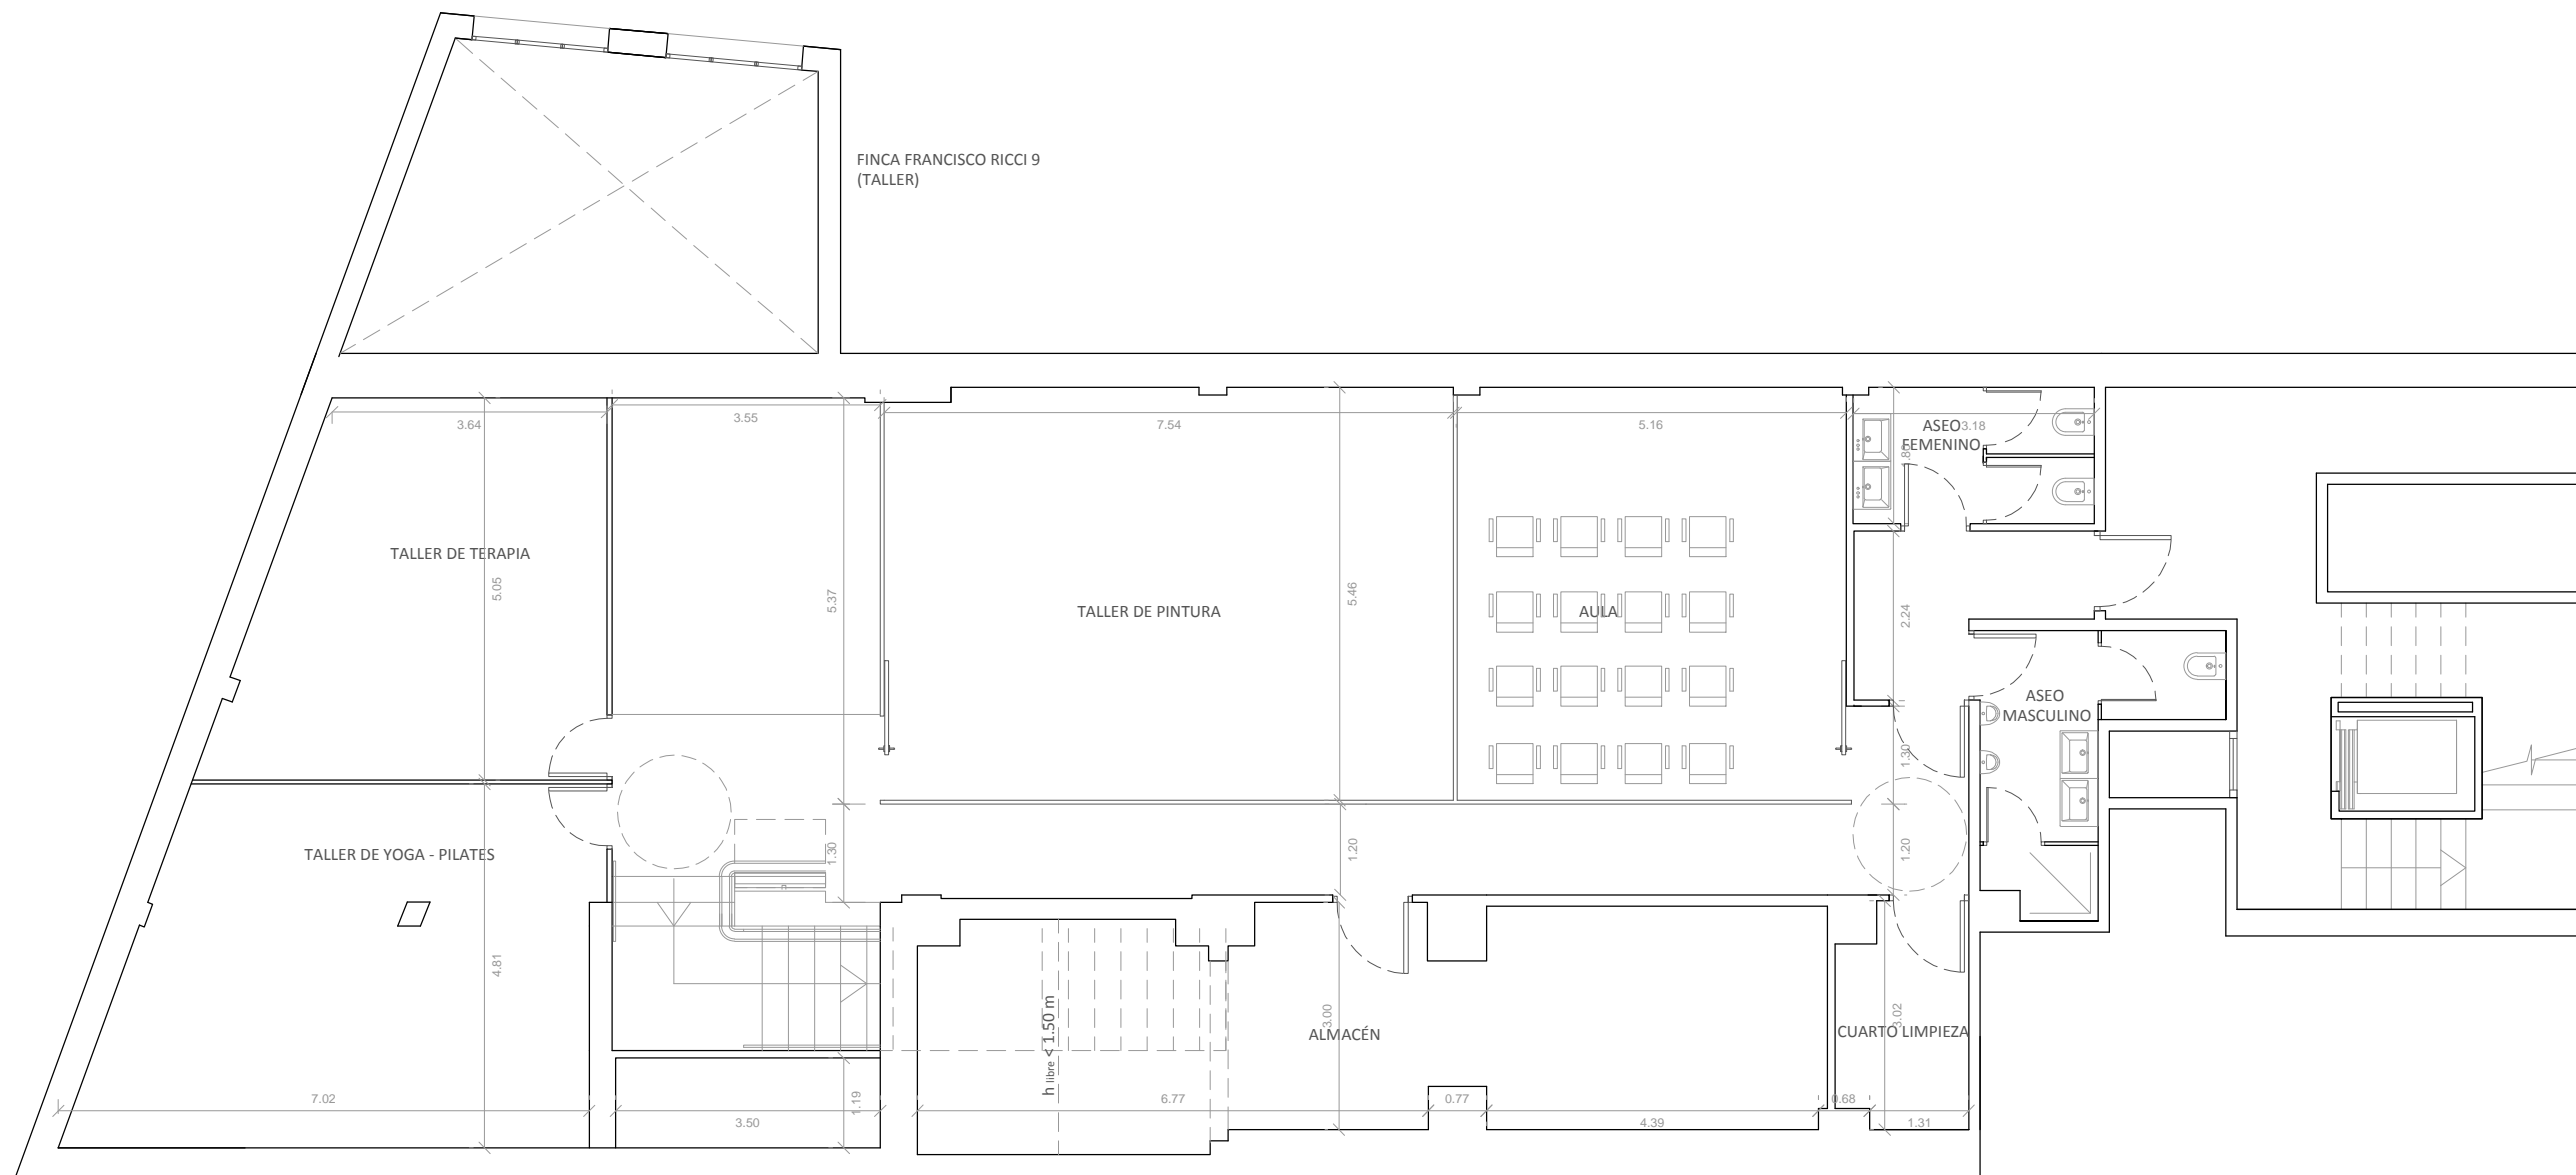 FINCA FRANCISCO RICCI 9
(TALLER)
3.64
3.55
7.54
5.16
ASEO
3.18
FEMENINO
TALLER DE TERAPIA
5.05
5.37
TALLER DE PINTURA
5.46
AULA
2.24
ASEO
MASCULINO
1.30
TALLER DE YOGA - PILATES
1.30
1.20
1.20
4.81
h libre < 1.50 m
3.00
ALMACÉN
3.02
CUARTO LIMPIEZA
7.02
3.50
1.19
6.77
0.77
4.39
0.68
1.31